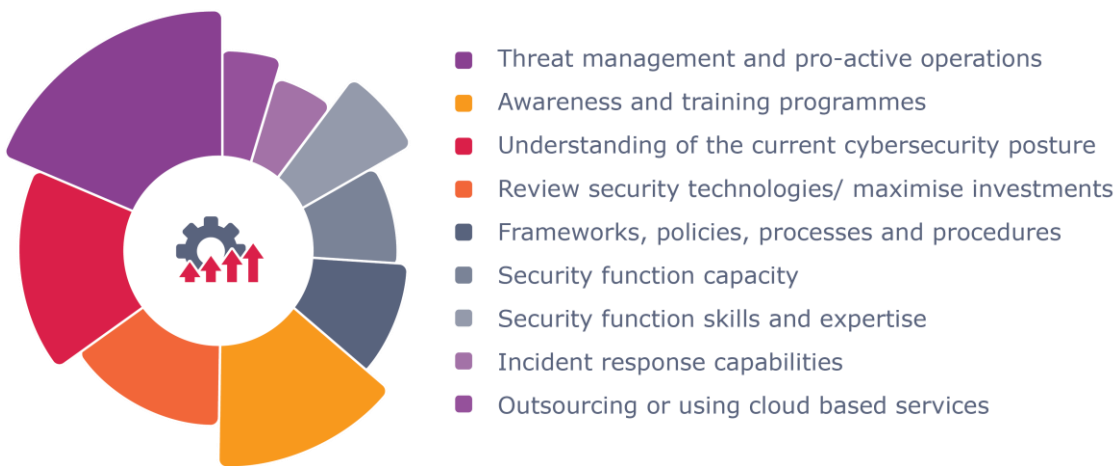 Threat management and pro-active operations
Awareness and training programmes
Understanding of the current cybersecurity posture
Review security technologies/ maximise investments
Frameworks, policies, processes and procedures
Security function capacity
Security function skills and expertise
Incident response capabilities
Outsourcing or using cloud based services